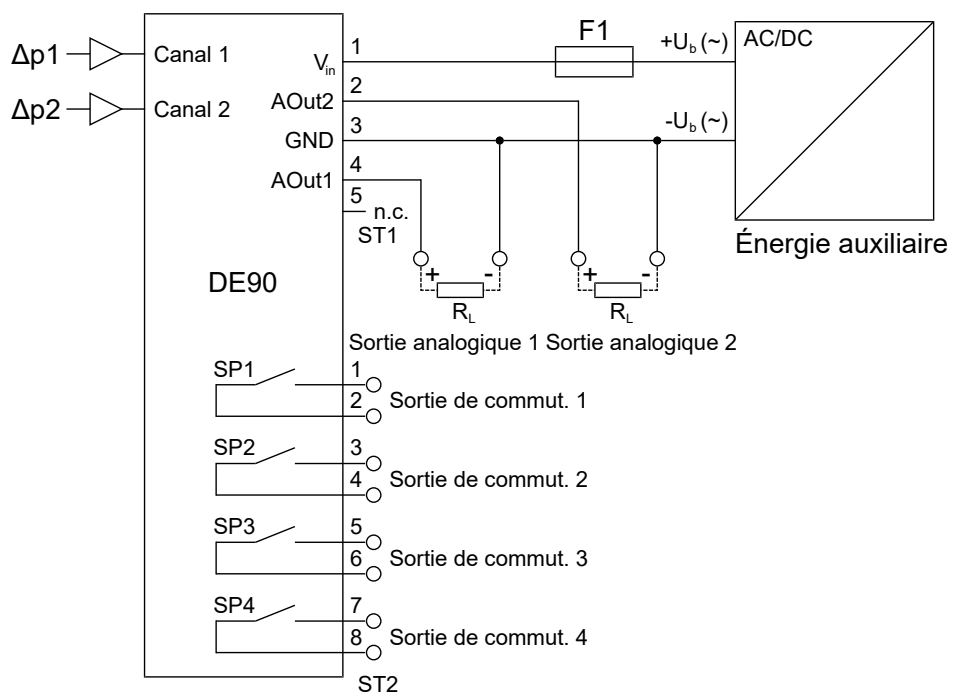 Δp1
Canal 1
Δp2
Canal 2
1
V_in
2
AOut2
3
GND
4
AOut1
5
n.c.
ST1
F1
+U_b (~)
-U_b (~)
AC/DC
Énergie auxiliaire
DE90
+ -
R_L
+ -
R_L
Sortie analogique 1 Sortie analogique 2
SP1
1
2
Sortie de commut. 1
SP2
3
4
Sortie de commut. 2
SP3
5
6
Sortie de commut. 3
SP4
7
8
Sortie de commut. 4
ST2